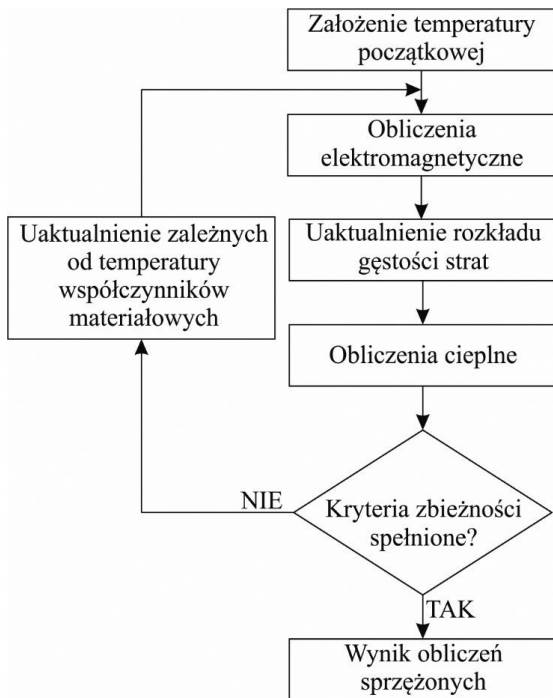 Założenie temperatury
początkowej
Obliczenia
elektromagnetyczne
Uaktualnienie rozkładu
gęstości strat
Obliczenia cieplne
Kryteria zbieżności
spełnione?
NIE
Uaktualnienie zależnych
od temperatury
współczynników
materiałowych
TAK
Wynik obliczeń
sprzężonych